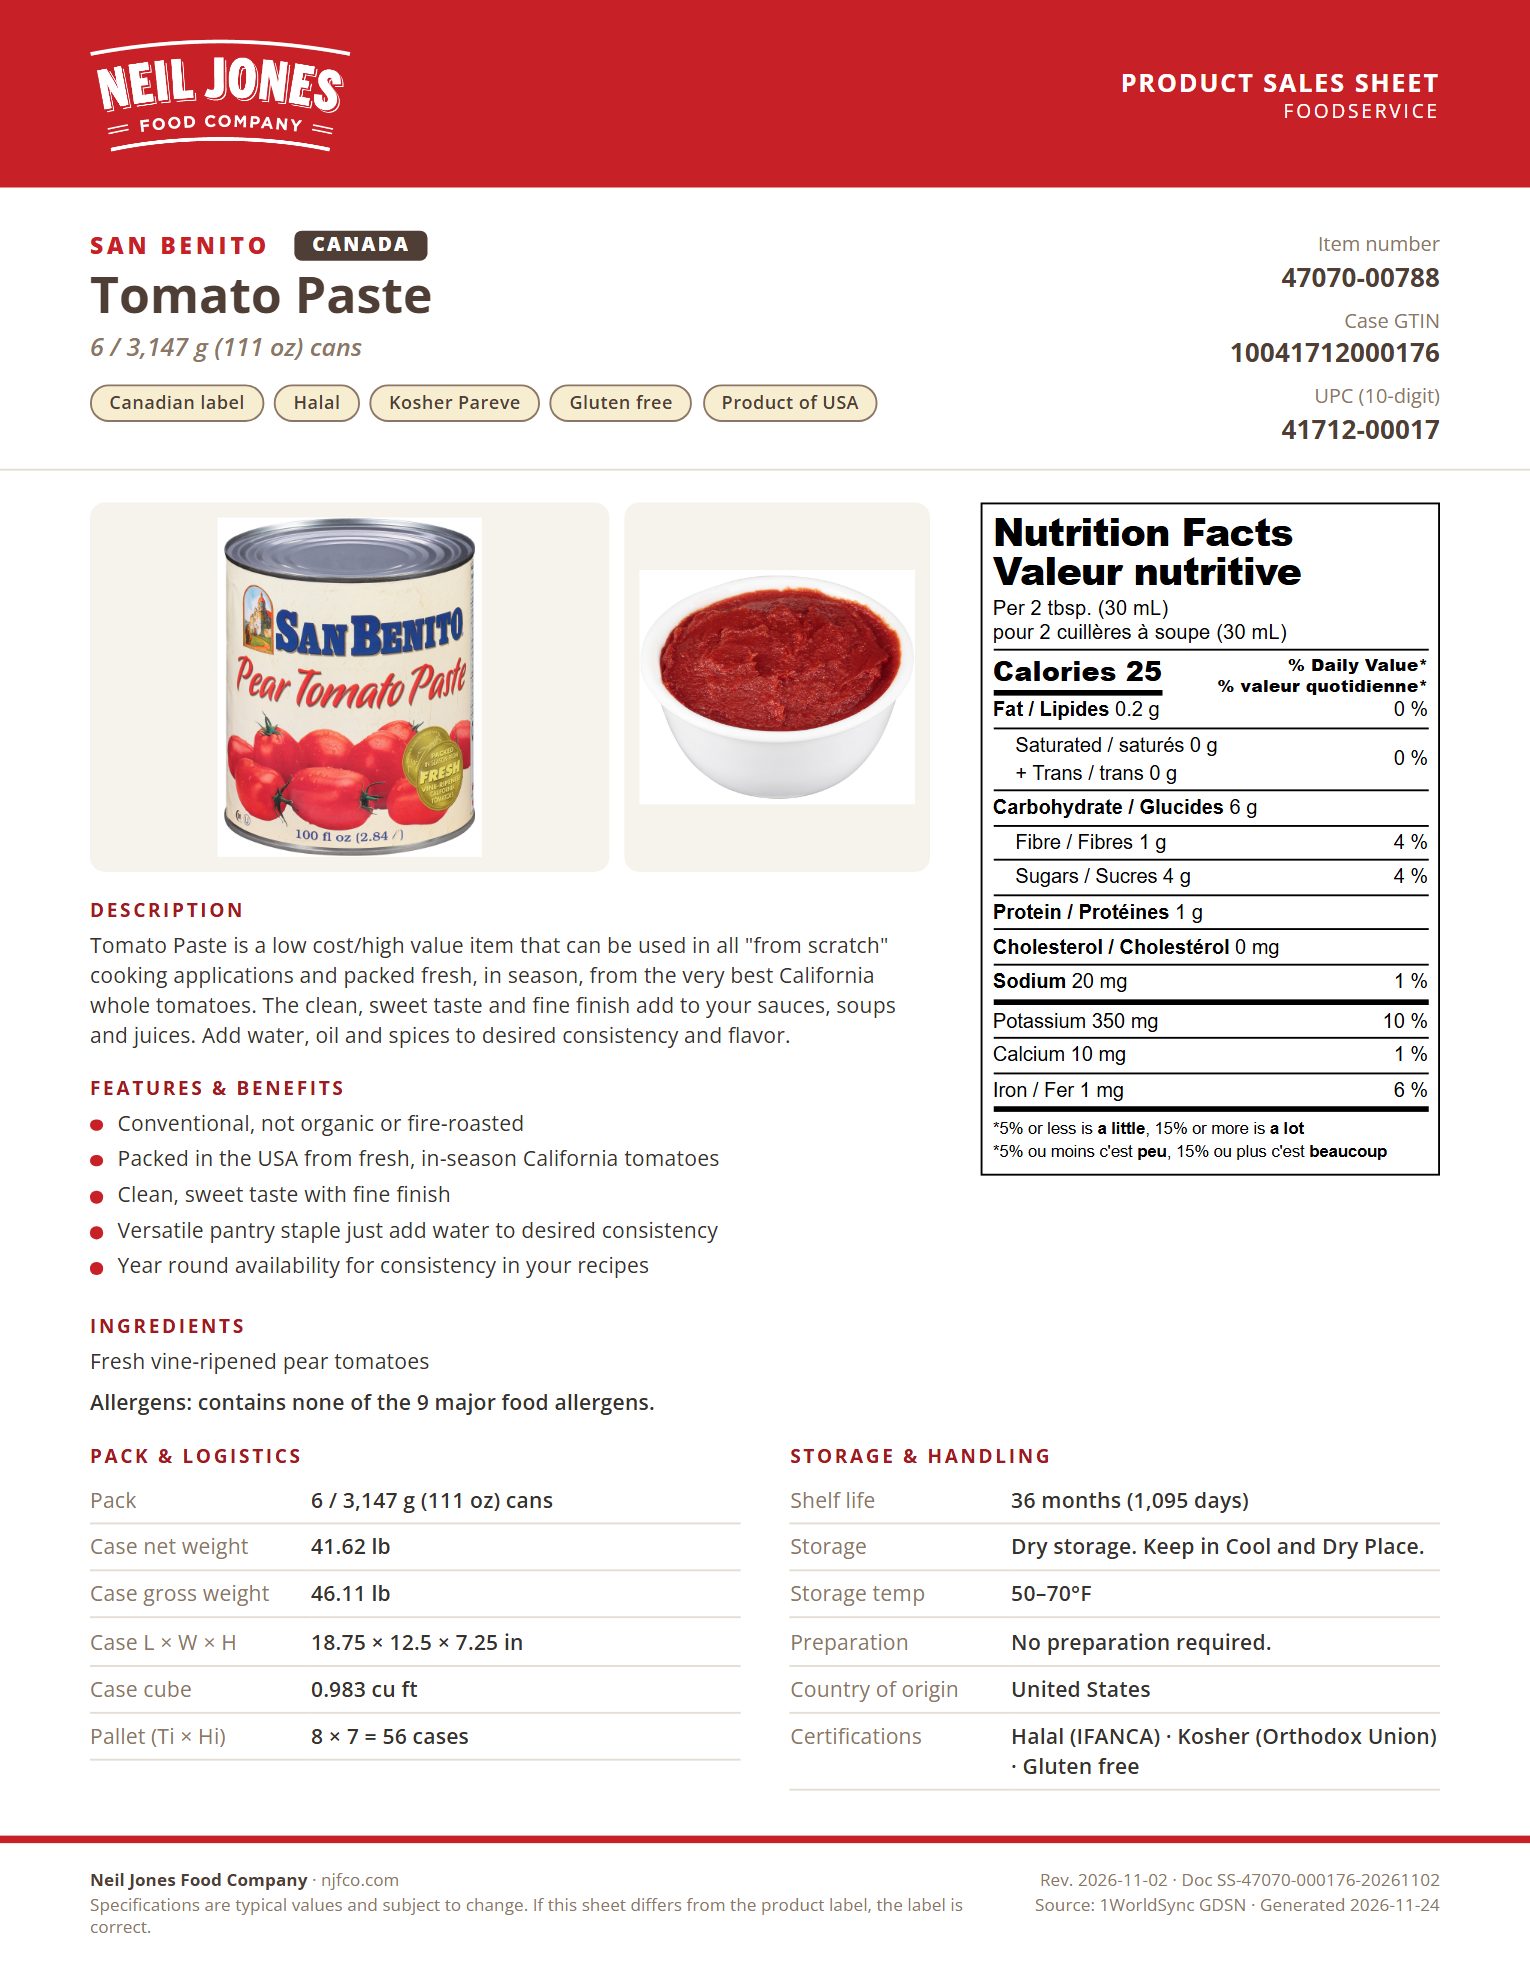 NEIL JONES
FOOD COMPANY
PRODUCT SALES SHEET
FOODSERVICE
SAN BENITO CANADA
Tomato Paste
6 / 3,147 g (111 oz) cans
Canadian label Halal Kosher Pareve Gluten free Product of USA
Item number
47070-00788
Case GTIN
10041712000176
UPC (10-digit)
41712-00017
SAN BENITO
Pear Tomato Paste
PACKED
FRESH
VINE-RIPENED
CALIFORNIA
TOMATOES
100 fl oz (2.84 l)
Nutrition Facts
Valeur nutritive
Per 2 tbsp. (30 mL)
pour 2 cuillères à soupe (30 mL)
Calories 25
% Daily Value*
% valeur quotidienne*
Fat / Lipides 0.2 g 0 %
Saturated / saturés 0 g
+ Trans / trans 0 g
0 %
Carbohydrate / Glucides 6 g
Fibre / Fibres 1 g 4 %
Sugars / Sucres 4 g 4 %
Protein / Protéines 1 g
Cholesterol / Cholestérol 0 mg
Sodium 20 mg 1 %
Potassium 350 mg 10 %
Calcium 10 mg 1 %
Iron / Fer 1 mg 6 %
*5% or less is a little, 15% or more is a lot
*5% ou moins c'est peu, 15% ou plus c'est beaucoup
DESCRIPTION
Tomato Paste is a low cost/high value item that can be used in all "from scratch"
cooking applications and packed fresh, in season, from the very best California
whole tomatoes. The clean, sweet taste and fine finish add to your sauces, soups
and juices. Add water, oil and spices to desired consistency and flavor.
FEATURES & BENEFITS
Conventional, not organic or fire-roasted
Packed in the USA from fresh, in-season California tomatoes
Clean, sweet taste with fine finish
Versatile pantry staple just add water to desired consistency
Year round availability for consistency in your recipes
INGREDIENTS
Fresh vine-ripened pear tomatoes
Allergens: contains none of the 9 major food allergens.
PACK & LOGISTICS
Pack 6 / 3,147 g (111 oz) cans
Case net weight 41.62 lb
Case gross weight 46.11 lb
Case L × W × H 18.75 × 12.5 × 7.25 in
Case cube 0.983 cu ft
Pallet (Ti × Hi) 8 × 7 = 56 cases
STORAGE & HANDLING
Shelf life 36 months (1,095 days)
Storage Dry storage. Keep in Cool and Dry Place.
Storage temp 50–70°F
Preparation No preparation required.
Country of origin United States
Certifications Halal (IFANCA) · Kosher (Orthodox Union)
· Gluten free
Neil Jones Food Company · njfco.com
Specifications are typical values and subject to change. If this sheet differs from the product label, the label is
correct.
Rev. 2026-11-02 · Doc SS-47070-000176-20261102
Source: 1WorldSync GDSN · Generated 2026-11-24